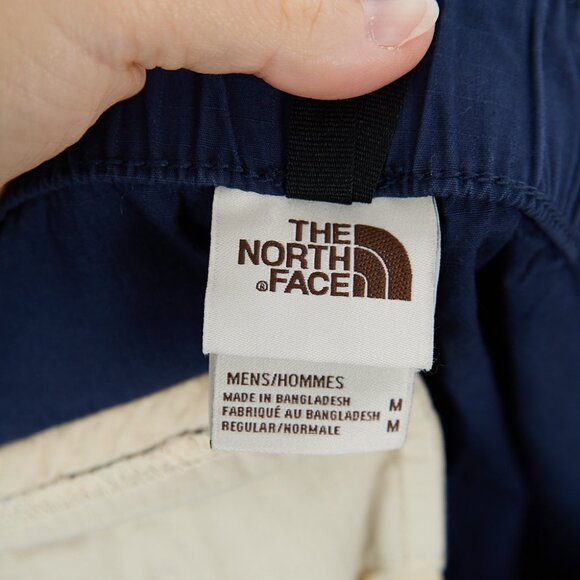 THE
NORTH
® FACE
MENS/HOMMES
MADE IN BANGLADESH M
FABRIQUÉ AU BANGLADESH
REGULAR/NORMALE M